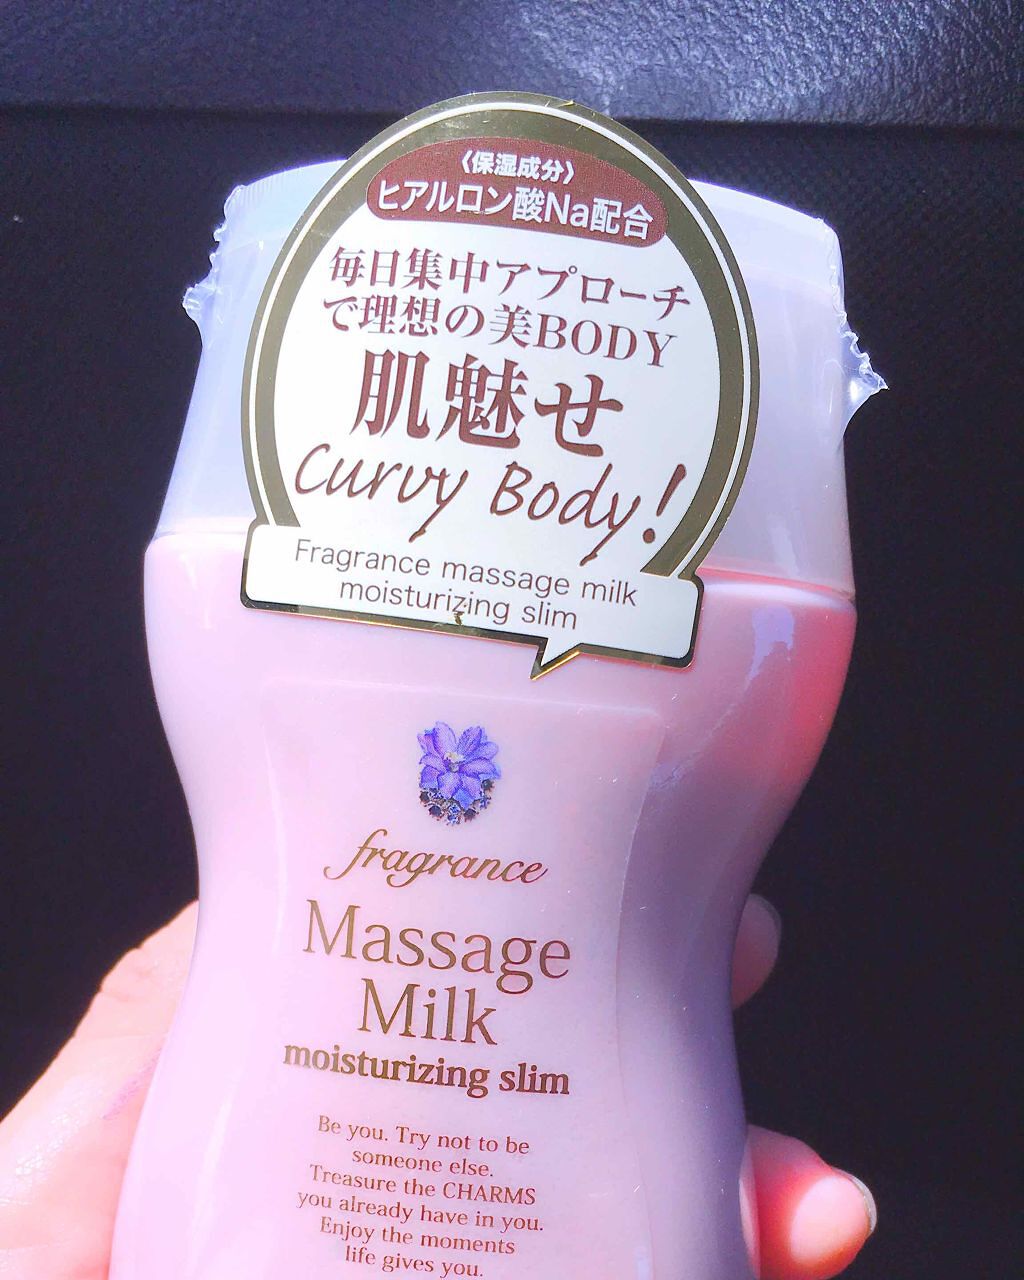 〈保湿成分〉
ヒアルロン酸Na配合
毎日集中アプローチ
で理想の美BODY
肌魅せ
Curvy Body!
Fragrance massage milk
moisturizing slim
fragrance
Massage
Milk
moisturizing slim
Be you. Try not to be
someone else.
Treasure the CHARMS
you already have in you.
Enjoy the moments
life gives you.